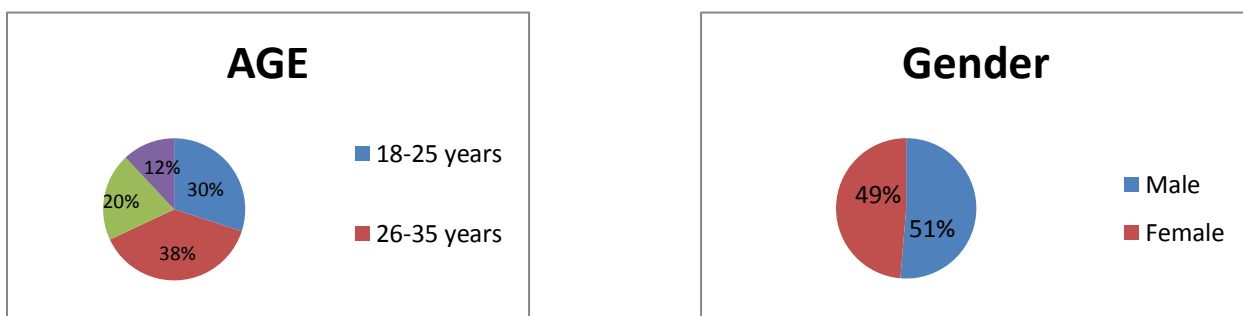 AGE
18-25 years
26-35 years
30%
38%
20%
12%
Gender
Male
Female
51%
49%